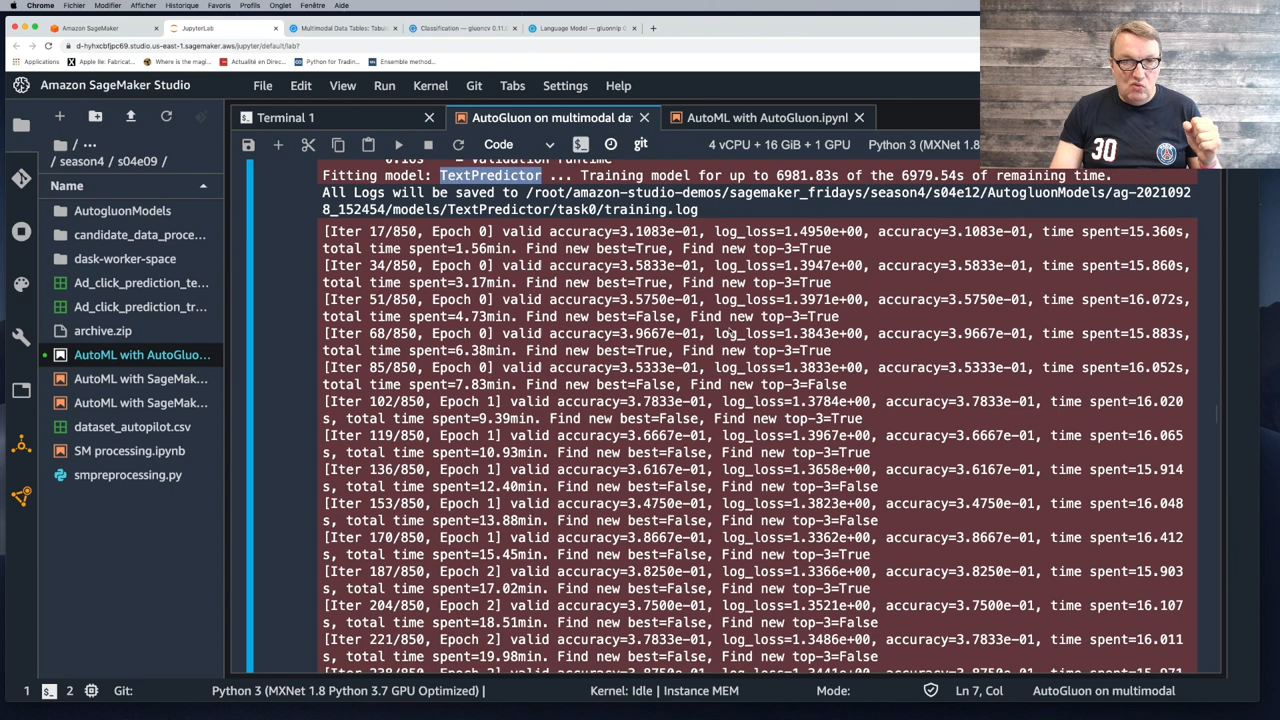 Chrome Fichier Modifier Affichage Historique Favoris Profils Onglet Fenêtre Aide
Amazon SageMaker JupyterLab Multimodal Data Tables: Tabul Classification — gluoncv 0.11.0 Language Model — gluonnlp 0.
d-hyhxcbfjpc69.studio.us-east-1.sagemaker.aws/jupyter/default/lab?
Applications Apple IIe: Fabricat... Where is the magi... Actualité en Direc... Python for Tradin... Ensemble method...
Amazon SageMaker Studio File Edit View Run Kernel Git Tabs Settings Help
Terminal 1 AutoGluon on multimodal da AutoML with AutoGluon.ipynl
Code git 4 vCPU + 16 GiB + 1 GPU Python 3 (MXNet 1.8
/ ···
/ season4 / s04e09 /
Name
AutogluonModels
candidate_data_proce...
dask-worker-space
Ad_click_prediction_te...
Ad_click_prediction_tr...
archive.zip
AutoML with AutoGluo...
AutoML with SageMak...
AutoML with SageMak...
dataset_autopilot.csv
SM processing.ipynb
smpreprocessing.py
0.16s = Validation runtime
Fitting model: TextPredictor ... Training model for up to 6981.83s of the 6979.54s of remaining time.
All Logs will be saved to /root/amazon-studio-demos/sagemaker_fridays/season4/s04e12/AutogluonModels/ag-2021092
8_152454/models/TextPredictor/task0/training.log
[Iter 17/850, Epoch 0] valid accuracy=3.1083e-01, log_loss=1.4950e+00, accuracy=3.1083e-01, time spent=15.360s,
total time spent=1.56min. Find new best=True, Find new top-3=True
[Iter 34/850, Epoch 0] valid accuracy=3.5833e-01, log_loss=1.3947e+00, accuracy=3.5833e-01, time spent=15.860s,
total time spent=3.17min. Find new best=True, Find new top-3=True
[Iter 51/850, Epoch 0] valid accuracy=3.5750e-01, log_loss=1.3971e+00, accuracy=3.5750e-01, time spent=16.072s,
total time spent=4.73min. Find new best=False, Find new top-3=True
[Iter 68/850, Epoch 0] valid accuracy=3.9667e-01, log_loss=1.3843e+00, accuracy=3.9667e-01, time spent=15.883s,
total time spent=6.38min. Find new best=True, Find new top-3=True
[Iter 85/850, Epoch 0] valid accuracy=3.5333e-01, log_loss=1.3833e+00, accuracy=3.5333e-01, time spent=16.052s,
total time spent=7.83min. Find new best=False, Find new top-3=False
[Iter 102/850, Epoch 1] valid accuracy=3.7833e-01, log_loss=1.3784e+00, accuracy=3.7833e-01, time spent=16.020
s, total time spent=9.39min. Find new best=False, Find new top-3=True
[Iter 119/850, Epoch 1] valid accuracy=3.6667e-01, log_loss=1.3967e+00, accuracy=3.6667e-01, time spent=16.065
s, total time spent=10.93min. Find new best=False, Find new top-3=True
[Iter 136/850, Epoch 1] valid accuracy=3.6167e-01, log_loss=1.3658e+00, accuracy=3.6167e-01, time spent=15.914
s, total time spent=12.40min. Find new best=False, Find new top-3=False
[Iter 153/850, Epoch 1] valid accuracy=3.4750e-01, log_loss=1.3823e+00, accuracy=3.4750e-01, time spent=16.048
s, total time spent=13.88min. Find new best=False, Find new top-3=False
[Iter 170/850, Epoch 1] valid accuracy=3.8667e-01, log_loss=1.3362e+00, accuracy=3.8667e-01, time spent=16.412
s, total time spent=15.45min. Find new best=False, Find new top-3=True
[Iter 187/850, Epoch 2] valid accuracy=3.8250e-01, log_loss=1.3366e+00, accuracy=3.8250e-01, time spent=15.903
s, total time spent=17.02min. Find new best=False, Find new top-3=True
[Iter 204/850, Epoch 2] valid accuracy=3.7500e-01, log_loss=1.3521e+00, accuracy=3.7500e-01, time spent=16.107
s, total time spent=18.51min. Find new best=False, Find new top-3=False
[Iter 221/850, Epoch 2] valid accuracy=3.7833e-01, log_loss=1.3486e+00, accuracy=3.7833e-01, time spent=16.011
s, total time spent=19.98min. Find new best=False, Find new top-3=False
30
1 2 Git: Python 3 (MXNet 1.8 Python 3.7 GPU Optimized) | Kernel: Idle | Instance MEM Mode: Ln 7, Col AutoGluon on multimodal